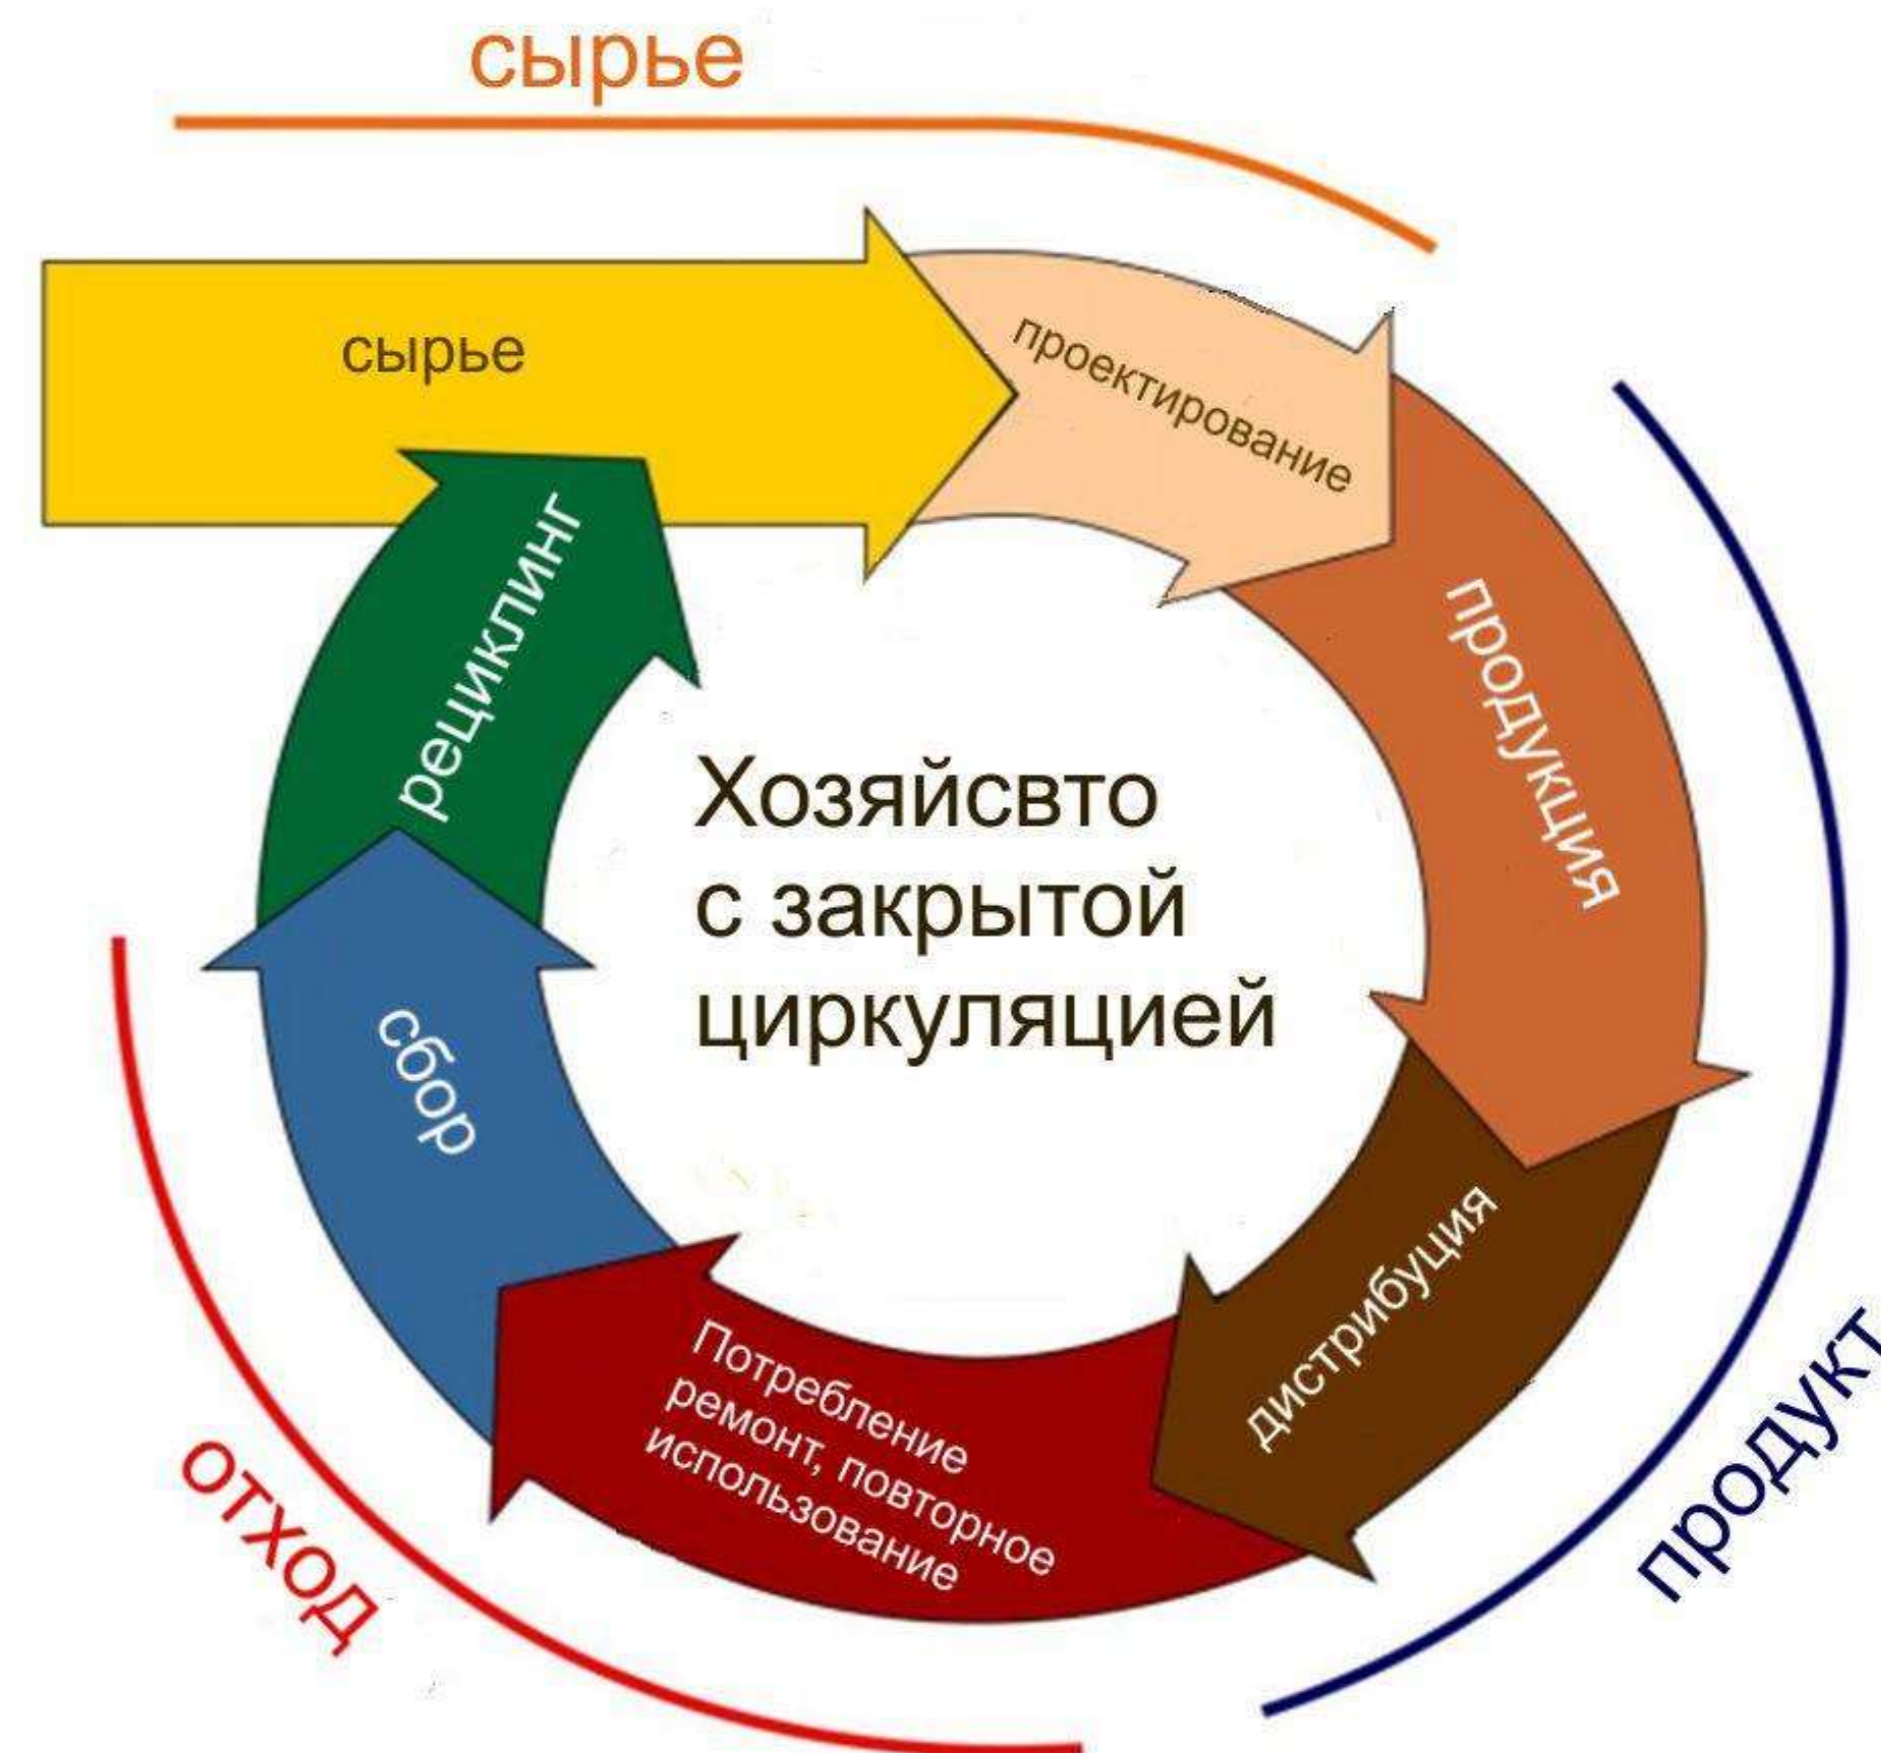 сырье
сырье
проектирование
продукция
рециклинг
Хозяйсвто
с закрытой
циркуляцией
сбор
дистрибуция
Потребление
ремонт, повторное
использование
отход
продукт